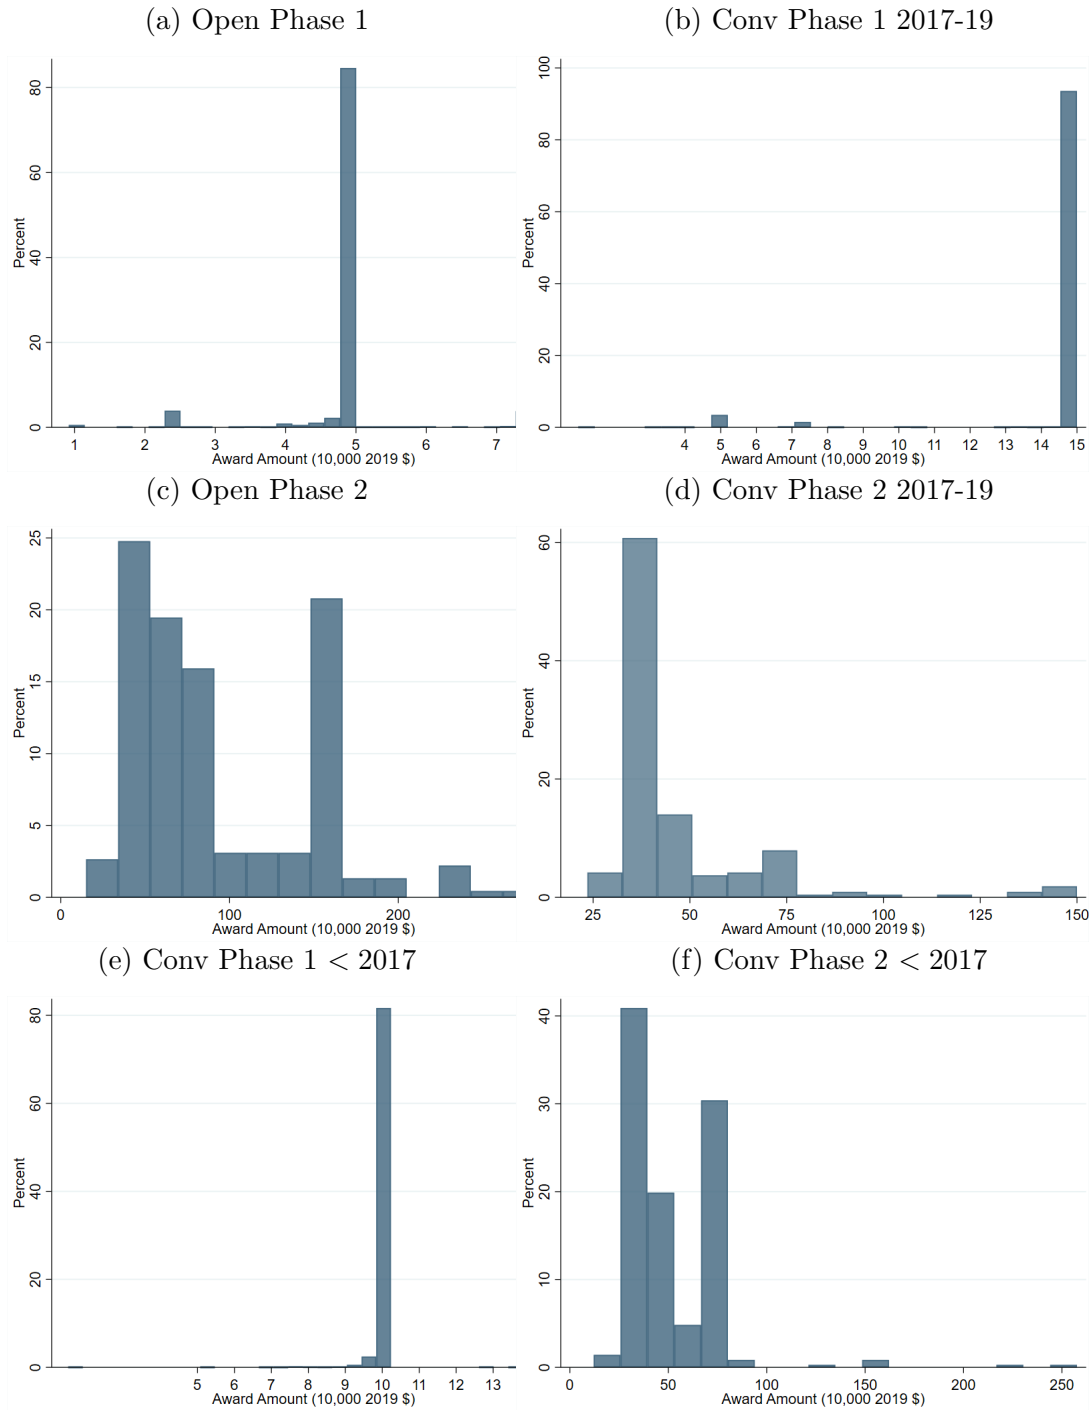 (a) Open Phase 1
Percent
80
60
40
20
0
1 2 3 4 5 6 7
Award Amount (10,000 2019 $)
(b) Conv Phase 1 2017-19
Percent
100
80
60
40
20
0
4 5 6 7 8 9 10 11 12 13 14 15
Award Amount (10,000 2019 $)
(c) Open Phase 2
Percent
25
20
15
10
5
0
0 100 200
Award Amount (10,000 2019 $)
(d) Conv Phase 2 2017-19
Percent
60
40
20
0
25 50 75 100 125 150
Award Amount (10,000 2019 $)
(e) Conv Phase 1 < 2017
Percent
80
60
40
20
0
5 6 7 8 9 10 11 12 13
Award Amount (10,000 2019 $)
(f) Conv Phase 2 < 2017
Percent
40
30
20
10
0
0 50 100 150 200 250
Award Amount (10,000 2019 $)